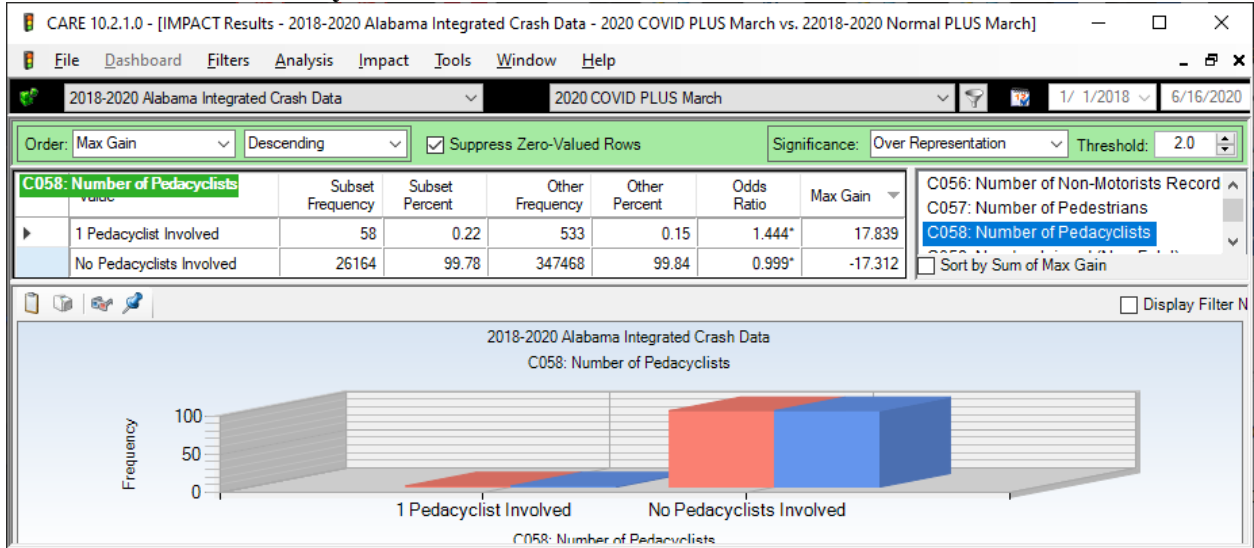 CARE 10.2.1.0 - [IMPACT Results - 2018-2020 Alabama Integrated Crash Data - 2020 COVID PLUS March vs. 22018-2020 Normal PLUS March]
File Dashboard Filters Analysis Impact Tools Window Help
2018-2020 Alabama Integrated Crash Data 2020 COVID PLUS March 1/ 1/2018 6/16/2020
Order: Max Gain Descending Suppress Zero-Valued Rows Significance: Over Representation Threshold: 2.0
C058: Number of Pedacyclists Subset Frequency Subset Percent Other Frequency Other Percent Odds Ratio Max Gain
1 Pedacyclist Involved 58 0.22 533 0.15 1.444* 17.839
No Pedacyclists Involved 26164 99.78 347468 99.84 0.999* -17.312
C056: Number of Non-Motorists Record
C057: Number of Pedestrians
C058: Number of Pedacyclists
Sort by Sum of Max Gain
Display Filter N
2018-2020 Alabama Integrated Crash Data
C058: Number of Pedacyclists
Frequency
100
50
0
1 Pedacyclist Involved No Pedacyclists Involved
C058: Number of Pedacyclists